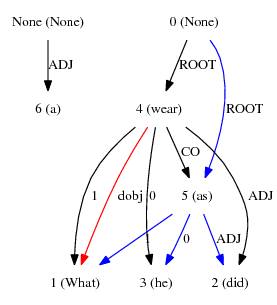 None (None) 0 (None)
ADJ ROOT
6 (a) 4 (wear) ROOT
CO
1 dobj 0 5 (as) ADJ
0 ADJ
1 (What) 3 (he) 2 (did)